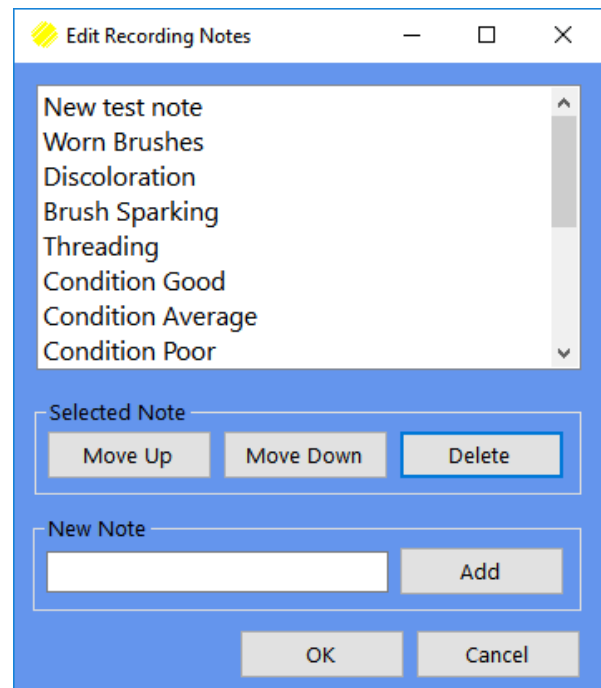 Edit Recording Notes
New test note
Worn Brushes
Discoloration
Brush Sparking
Threading
Condition Good
Condition Average
Condition Poor
Selected Note
Move Up Move Down Delete
New Note
Add
OK Cancel